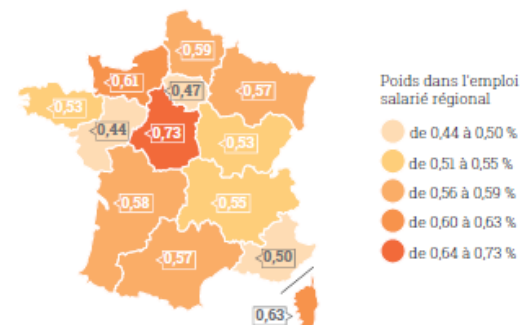 0,59
0,61
0,47
0,57
0,53
0,44
0,73
0,53
0,58
0,55
0,57
0,50
0,63
Poids dans l'emploi
salarié régional
de 0,44 à 0,50 %
de 0,51 à 0,55 %
de 0,56 à 0,59 %
de 0,60 à 0,63 %
de 0,64 à 0,73 %